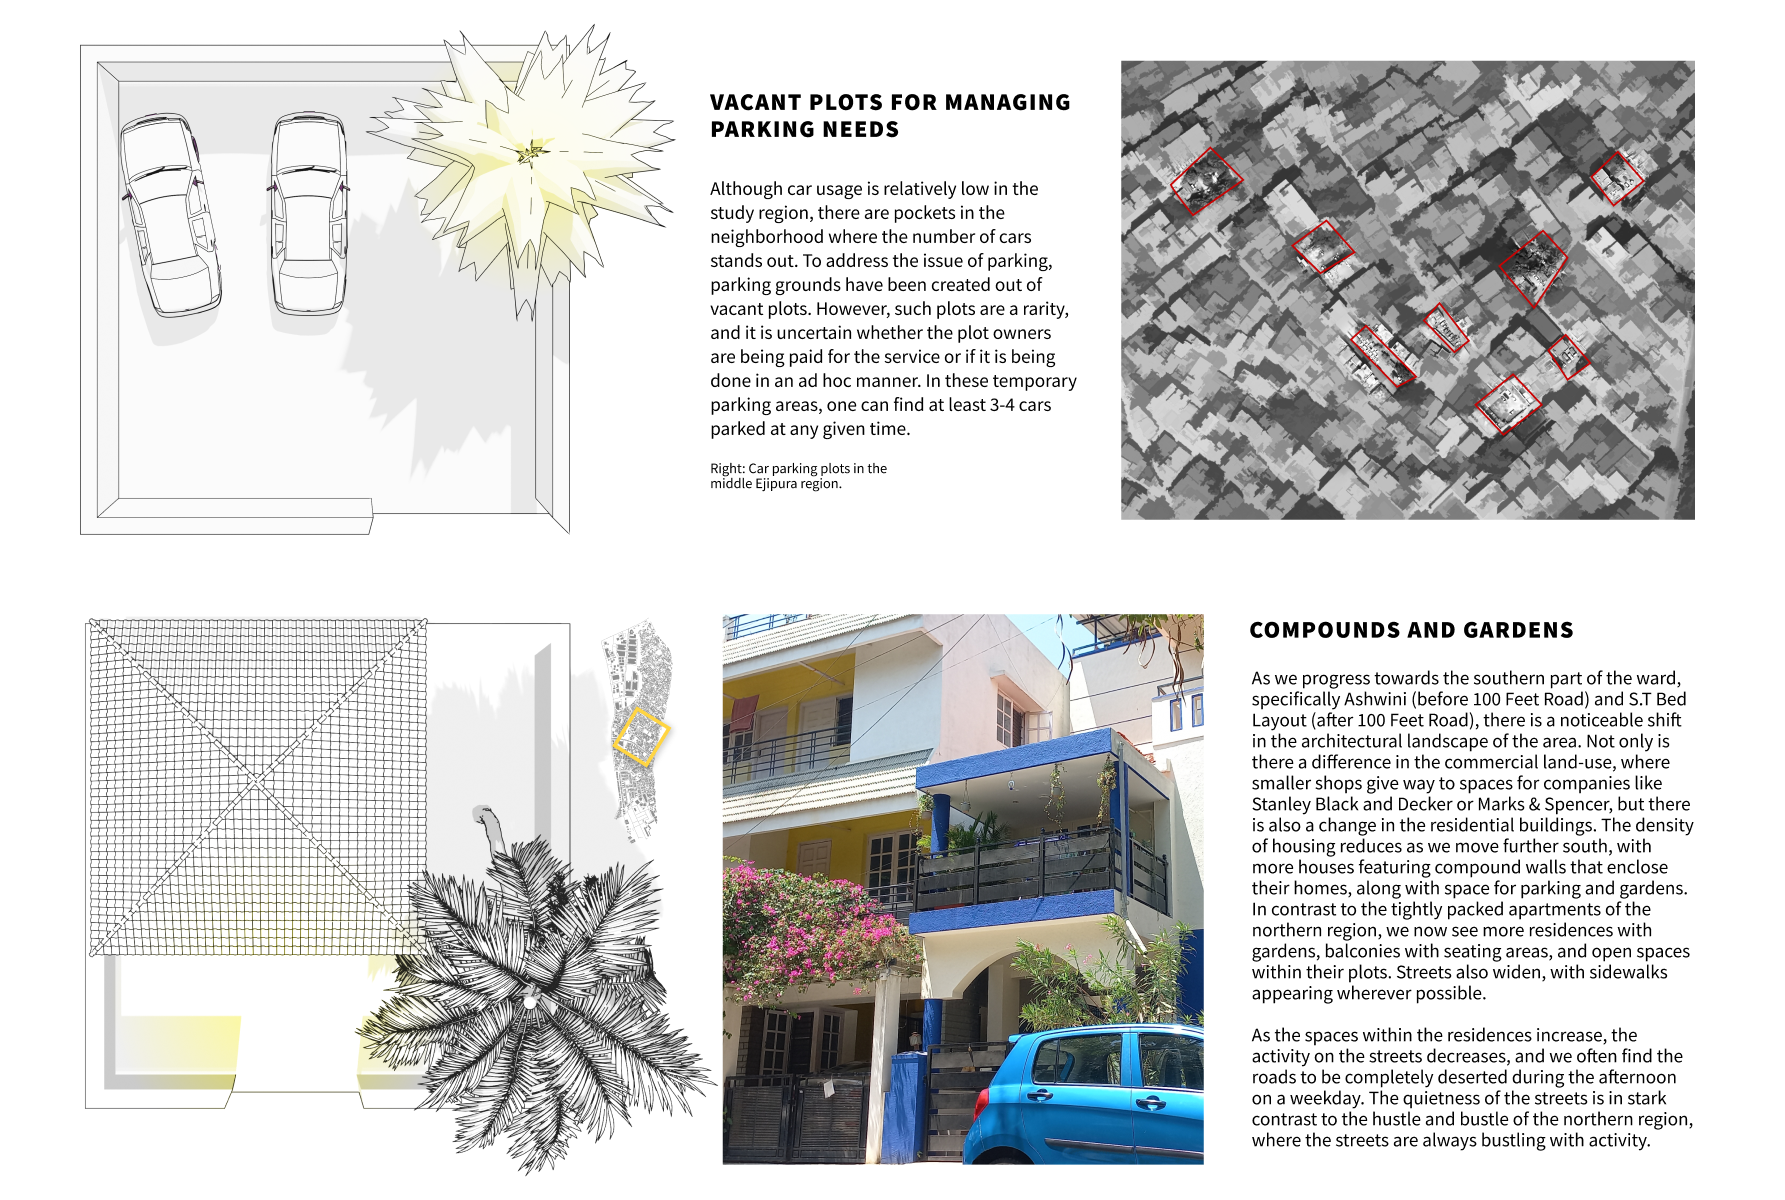 VACANT PLOTS FOR MANAGING
PARKING NEEDS
Although car usage is relatively low in the
study region, there are pockets in the
neighborhood where the number of cars
stands out. To address the issue of parking,
parking grounds have been created out of
vacant plots. However, such plots are a rarity,
and it is uncertain whether the plot owners
are being paid for the service or if it is being
done in an ad hoc manner. In these temporary
parking areas, one can find at least 3-4 cars
parked at any given time.
Right: Car parking plots in the
middle Ejipura region.
COMPOUNDS AND GARDENS
As we progress towards the southern part of the ward,
specifically Ashwini (before 100 Feet Road) and S.T Bed
Layout (after 100 Feet Road), there is a noticeable shift
in the architectural landscape of the area. Not only is
there a difference in the commercial land-use, where
smaller shops give way to spaces for companies like
Stanley Black and Decker or Marks & Spencer, but there
is also a change in the residential buildings. The density
of housing reduces as we move further south, with
more houses featuring compound walls that enclose
their homes, along with space for parking and gardens.
In contrast to the tightly packed apartments of the
northern region, we now see more residences with
gardens, balconies with seating areas, and open spaces
within their plots. Streets also widen, with sidewalks
appearing wherever possible.
As the spaces within the residences increase, the
activity on the streets decreases, and we often find the
roads to be completely deserted during the afternoon
on a weekday. The quietness of the streets is in stark
contrast to the hustle and bustle of the northern region,
where the streets are always bustling with activity.